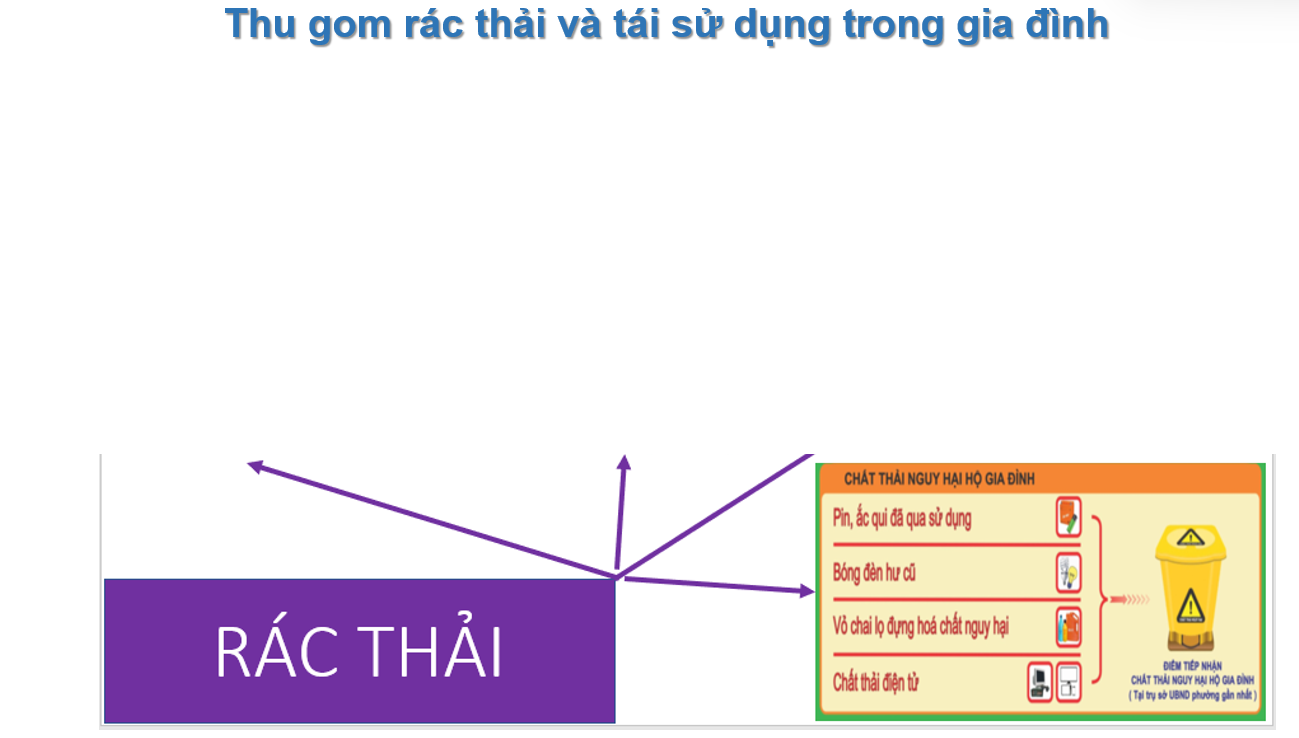 Thu gom rác thải và tái sử dụng trong gia đình
CHẤT THẢI NGUY HẠI HỘ GIA ĐÌNH
Pin, ắc qui đã qua sử dụng
Bóng đèn hư cũ
Vỏ chai lọ đựng hoá chất nguy hại
Chất thải điện tử
ĐIỂM TIẾP NHẬN
CHẤT THẢI NGUY HẠI HỘ GIA ĐÌNH
( Tại trụ sở UBND phường gần nhất )
RÁC THẢI